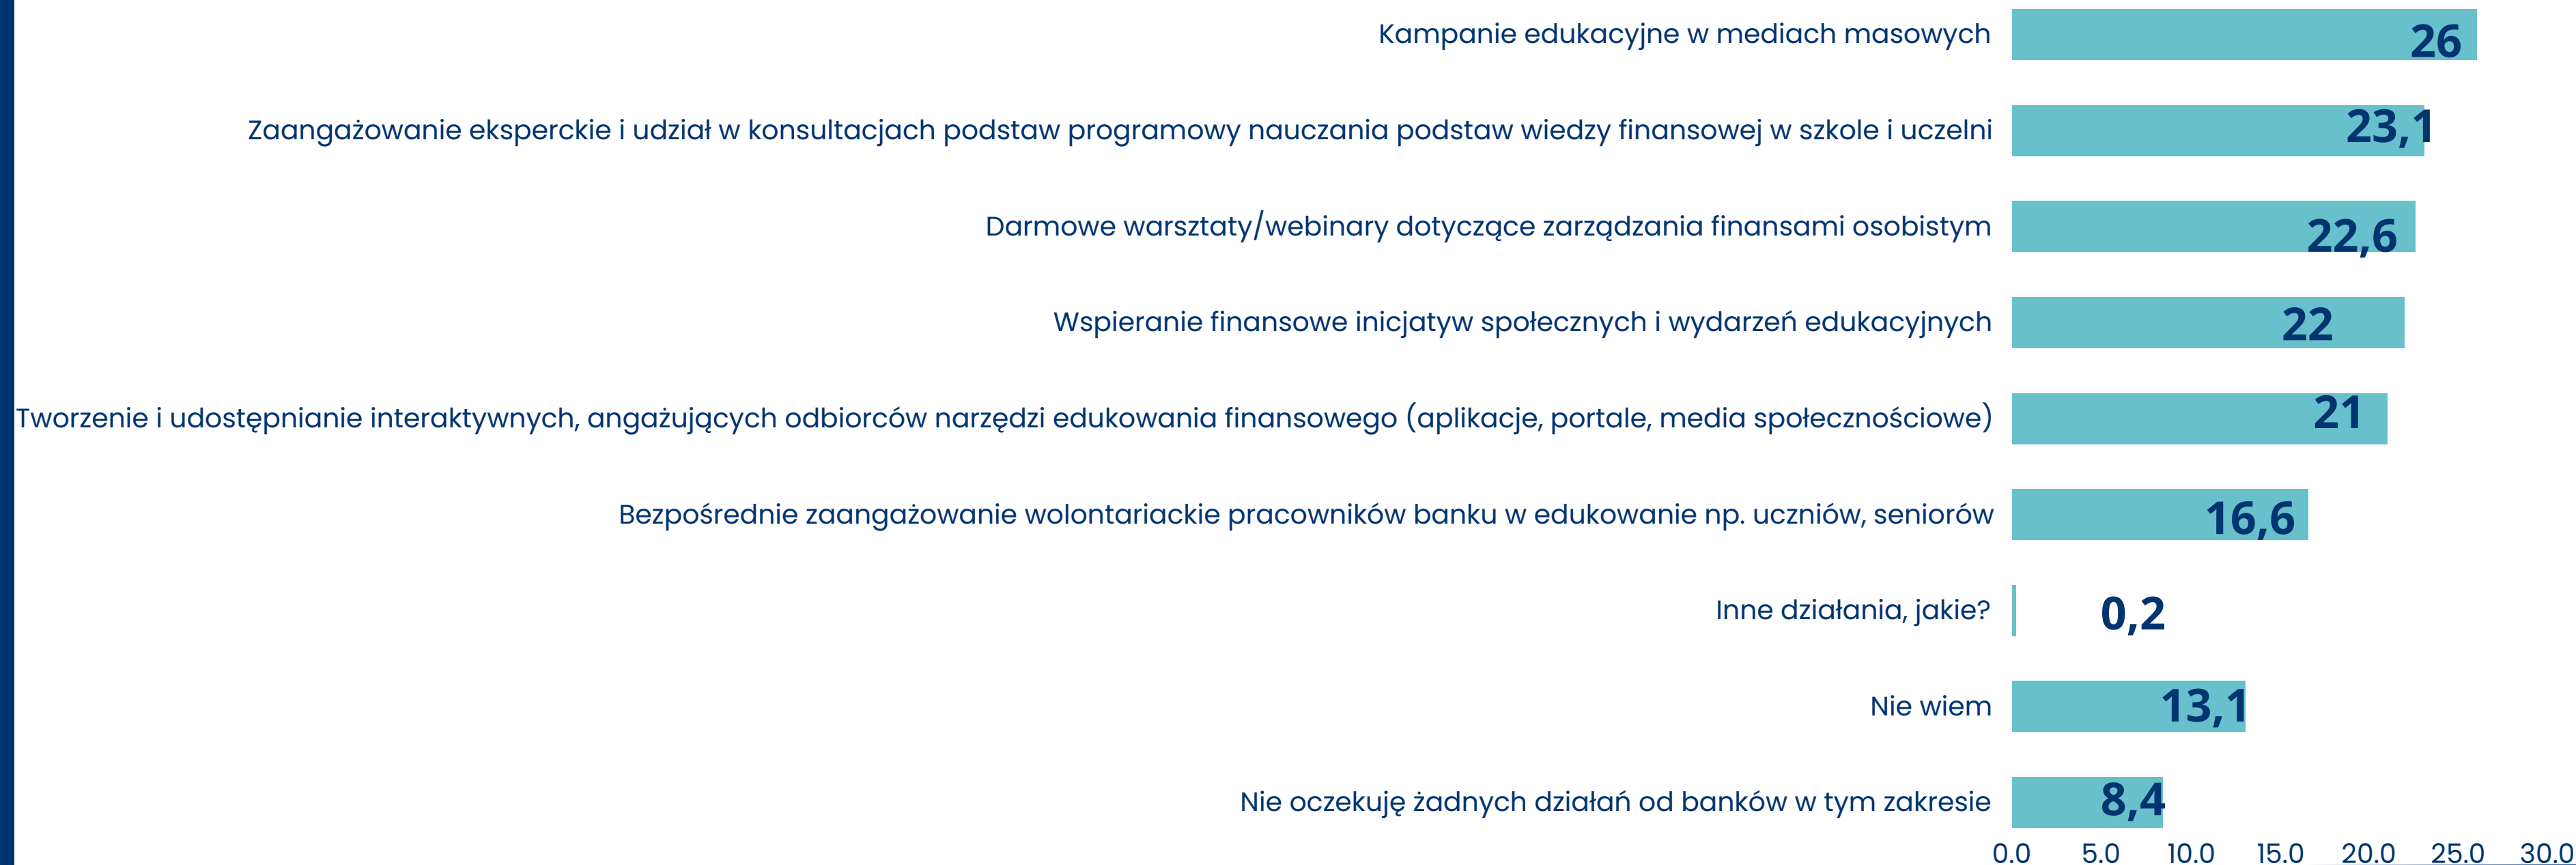 Kampanie edukacyjne w mediach masowych 26
Zaangażowanie eksperckie i udział w konsultacjach podstaw programowy nauczania podstaw wiedzy finansowej w szkole i uczelni 23,1
Darmowe warsztaty/webinary dotyczące zarządzania finansami osobistym 22,6
Wspieranie finansowe inicjatyw społecznych i wydarzeń edukacyjnych 22
Tworzenie i udostępnianie interaktywnych, angażujących odbiorców narzędzi edukowania finansowego (aplikacje, portale, media społecznościowe) 21
Bezpośrednie zaangażowanie wolontariackie pracowników banku w edukowanie np. uczniów, seniorów 16,6
Inne działania, jakie? 0,2
Nie wiem 13,1
Nie oczekuję żadnych działań od banków w tym zakresie 8,4
0.0 5.0 10.0 15.0 20.0 25.0 30.0